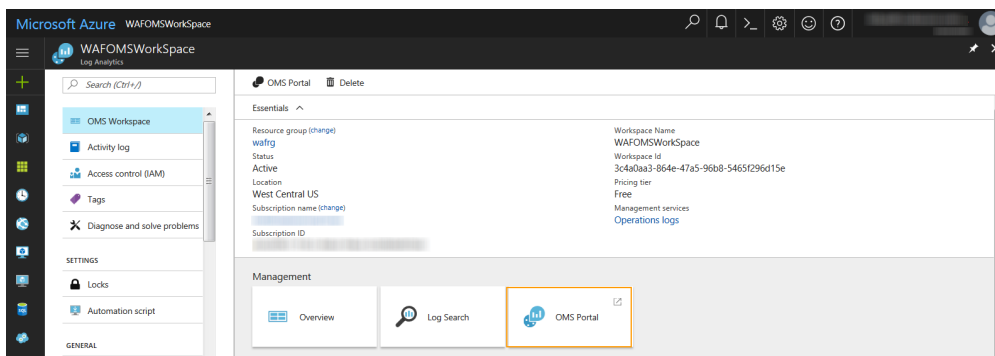 Microsoft Azure WAFOMSWorkSpace
WAFOMSWorkSpace
Log Analytics
Search (Ctrl+/)
OMS Workspace
Activity log
Access control (IAM)
Tags
Diagnose and solve problems
SETTINGS
Locks
Automation script
GENERAL
OMS Portal Delete
Essentials
Resource group (change)
wafrg
Status
Active
Location
West Central US
Subscription name (change)
Subscription ID
Workspace Name
WAFOMSWorkSpace
Workspace Id
3c4a0aa3-864e-47a5-96b8-5465f296d15e
Pricing tier
Free
Management services
Operations logs
Management
Overview
Log Search
OMS Portal